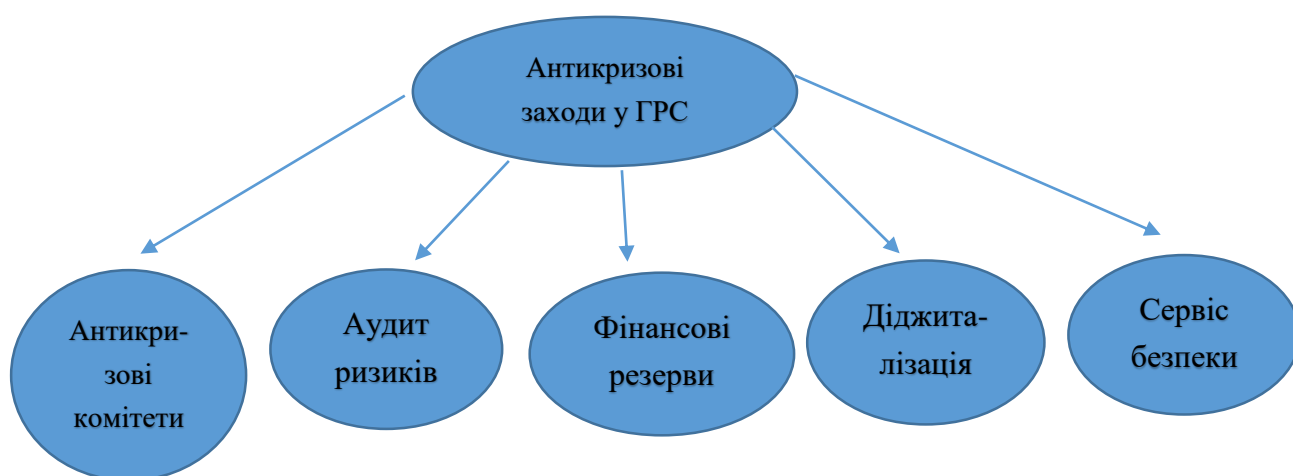 Антикризові
заходи у ГРС
Антикри-
зові
комітети
Аудит
ризиків
Фінансові
резерви
Діджита-
лізація
Сервіс
безпеки